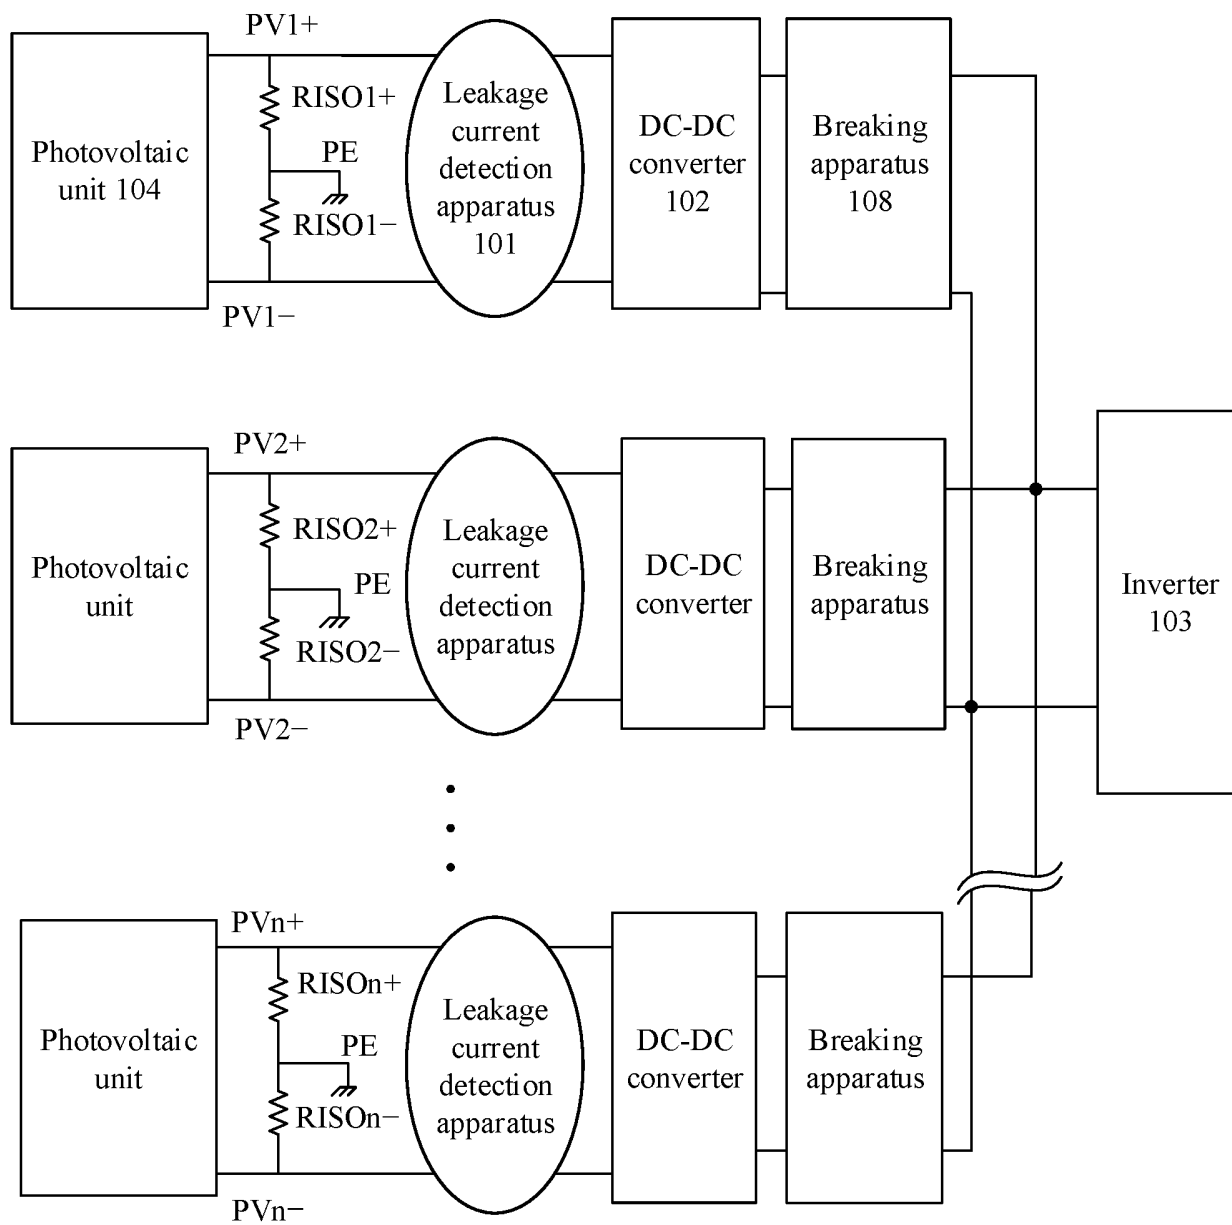 PV1+
Photovoltaic
unit 104
RISO1+
PE
RISO1−
PV1−
Leakage
current
detection
apparatus
101
DC-DC
converter
102
Breaking
apparatus
108
PV2+
Photovoltaic
unit
RISO2+
PE
RISO2−
PV2−
Leakage
current
detection
apparatus
DC-DC
converter
Breaking
apparatus
Inverter
103
PVn+
Photovoltaic
unit
RISOn+
PE
RISOn−
PVn−
Leakage
current
detection
apparatus
DC-DC
converter
Breaking
apparatus